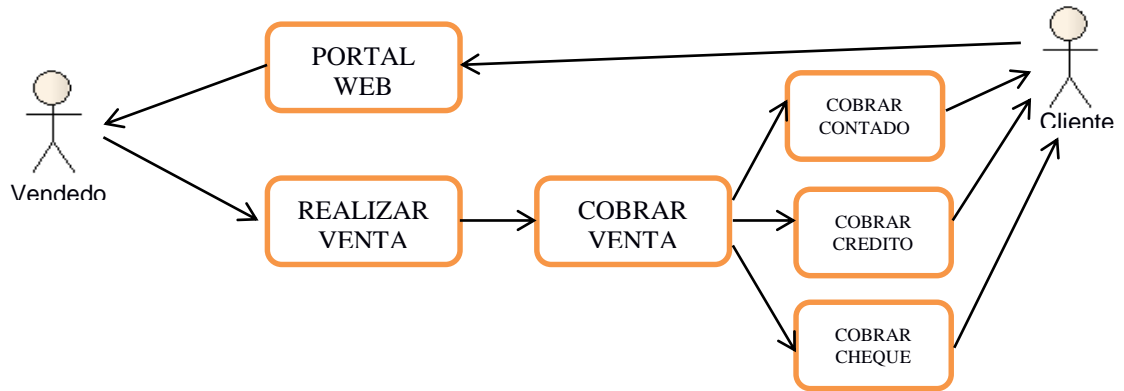 PORTAL
WEB
Cliente
COBRAR
CONTADO
Vendedo
REALIZAR
VENTA
COBRAR
VENTA
COBRAR
CREDITO
COBRAR
CHEQUE